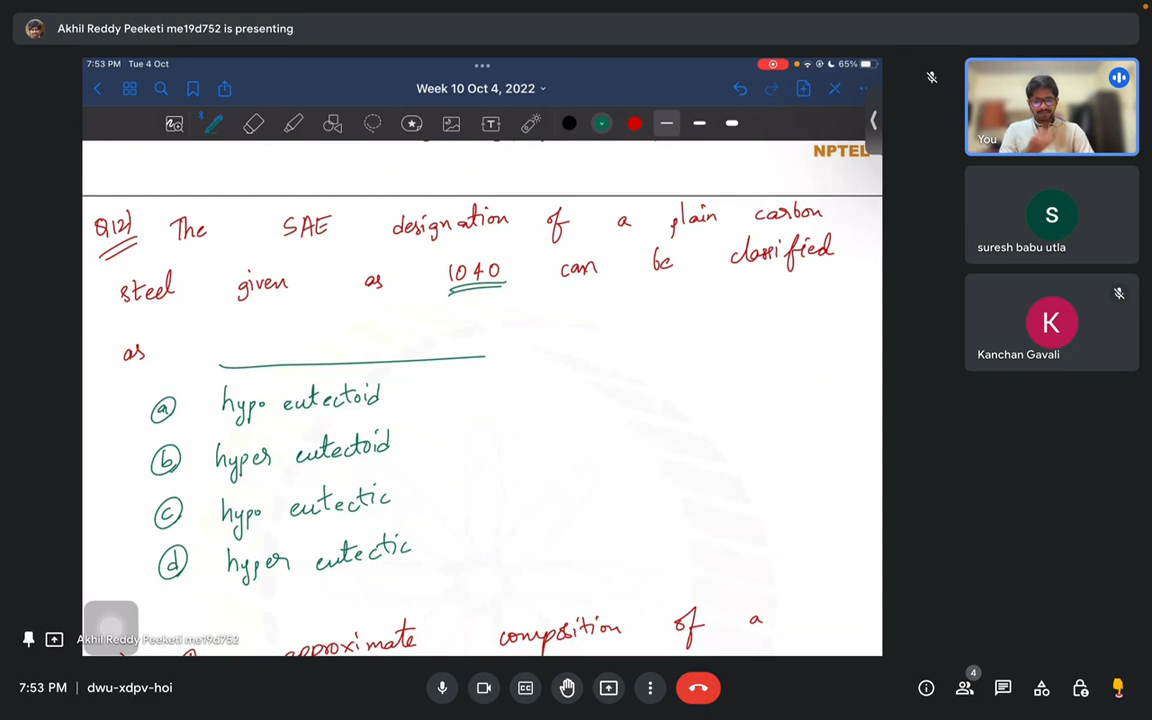 Akhil Reddy Peeketi me19d752 is presenting
7:53 PM Tue 4 Oct
65%
Week 10 Oct 4, 2022
NPTEL
You
Q12) The SAE designation of a plain carbon
steel given as 1040 can be classified
as
(a) hypo eutectoid
(b) hyper eutectoid
(c) hypo eutectic
(d) hyper eutectic
approximate composition of a
S
suresh babu utla
K
Kanchan Gavali
Akhil Reddy Peeketi me19d752
7:53 PM | dwu-xdpv-hoi
4